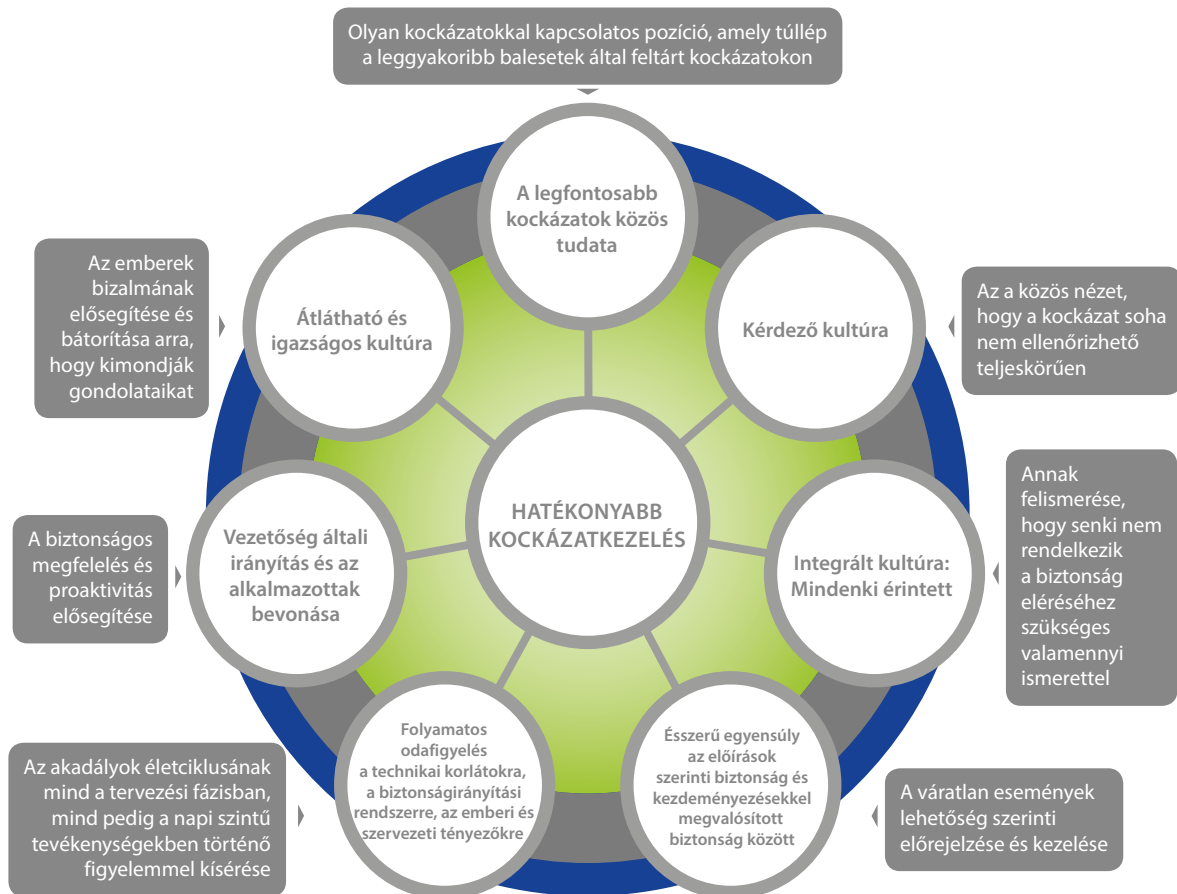 Olyan kockázatokkal kapcsolatos pozíció, amely túllép
a leggyakoribb balesetek által feltárt kockázatokon
A legfontosabb
kockázatok közös
tudata
Az emberek
bizalmának
elősegítése és
bátorítása arra,
hogy kimondják
gondolataikat
Átlátható és
igazságos kultúra
Kérdező kultúra
Az a közös nézet,
hogy a kockázat soha
nem ellenőrizhető
teljeskörűen
HATÉKONYABB
KOCKÁZATKEZELÉS
A biztonságos
megfelelés és
proaktivitás
elősegítése
Vezetőség általi
irányítás és az
alkalmazottak
bevonása
Integrált kultúra:
Mindenki érintett
Annak
felismerése,
hogy senki nem
rendelkezik
a biztonság
eléréséhez
szükséges
valamennyi
ismerettel
Az akadályok életciklusának
mind a tervezési fázisban,
mind pedig a napi szintű
tevékenységekben történő
figyelemmel kísérése
Folyamatos
odafigyelés
a technikai korlátokra,
a biztonságirányítási
rendszerre, az emberi és
szervezeti tényezőkre
Ésszerű egyensúly
az előírások
szerinti biztonság és
kezdeményezésekkel
megvalósított
biztonság között
A váratlan események
lehetőség szerinti
előrejelzése és kezelése